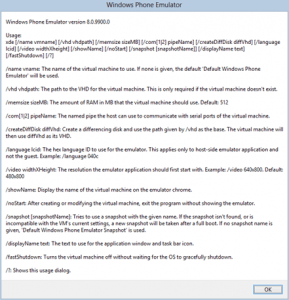 Windows Phone Emulator
Windows Phone Emulator version 8.0.9900.0
Usage:
xde [/name vmname] [/vhd vhdpath] [/memsize sizeMB] [/com[1|2] pipeName] [/createDiffDisk diffVhd] [/language
lcid] [/video widthXheight] [/showName] [/noStart] [/snapshot [snapshotName]] [/displayName text]
[/fastShutdown] [/?]
/name vname: The name of the virtual machine to use. If none is given, the default 'Default Windows Phone
Emulator' will be used.
/vhd vhdpath: The path to the VHD for the virtual machine. This is only required if the virtual machine doesn't exist.
/memsize sizeMB: The amount of RAM in MB that the virtual machine should use. Default: 512
/com[1|2] pipeName: The named pipe the host can use to communicate with serial ports of the virtual machine.
/createDiffDisk diffVhd: Create a differencing disk and use the path given by /vhd as the base. The virtual machine will
then use diffVhd as its VHD.
/language lcid: The hex language ID to use for the emulator. This applies only to host-side emulator application and
not the guest. Example: /language 040c
/video widthXheight: The resolution the emulator application should first start with. Example: /video 640x800. Default:
480x800
/showName: Display the name of the virtual machine on the emulator chrome.
/noStart: After creating or modifying the virtual machine, exit the program without showing the emulator.
/snapshot [snapshotName]: Tries to use a snapshot with the given name. If the snapshot isn't found, or is
incompatible with the VM's current settings, a new snapshot will be taken after a full boot. If no snapshot name is
given, 'Default Windows Phone Emulator Snapshot' is used.
/displayName text: The text to use for the application window and task bar icon.
/fastShutdown: Turns the virtual machine off without waiting for the OS to gracefully shutdown.
/?: Shows this usage dialog.
OK